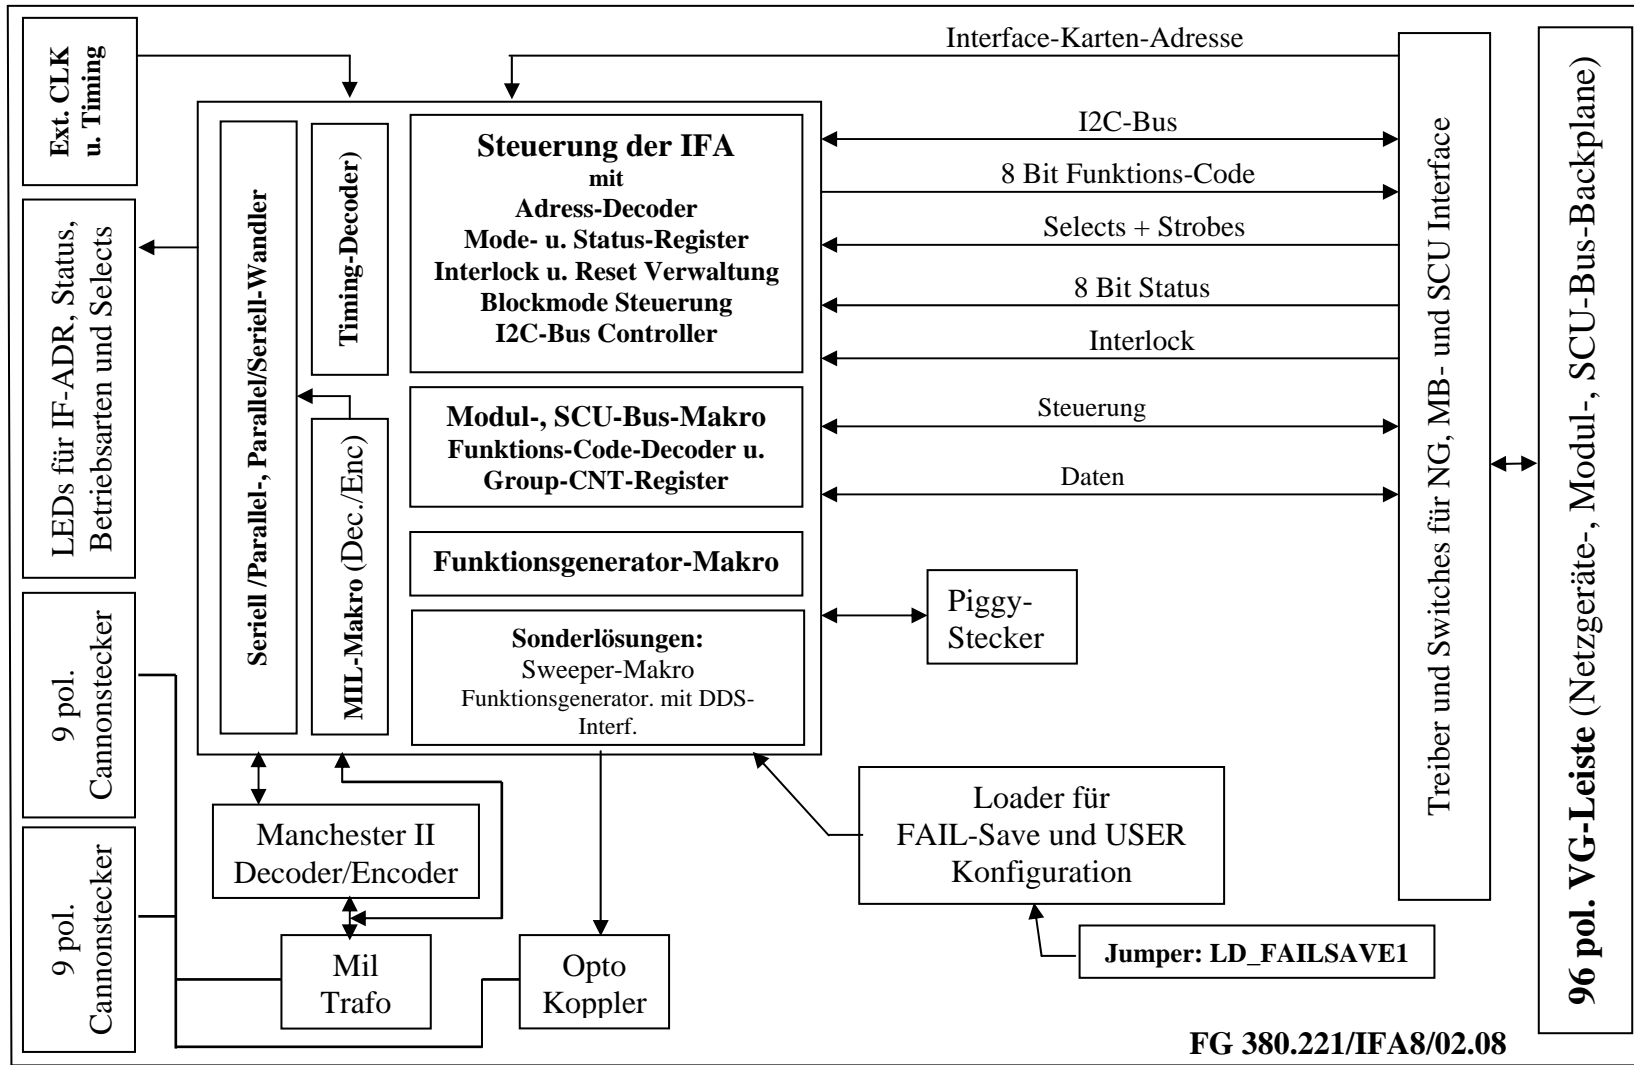 Ext. CLK
u. Timing
LEDs für IF-ADR, Status,
Betriebsarten und Selects
9 pol.
Cannonstecker
9 pol.
Cannonstecker
Seriell /Parallel-, Parallel/Seriell-Wandler
Timing-Decoder)
MIL-Makro (Dec./Enc)
Steuerung der IFA
mit
Adress-Decoder
Mode- u. Status-Register
Interlock u. Reset Verwaltung
Blockmode Steuerung
I2C-Bus Controller
Modul-, SCU-Bus-Makro
Funktions-Code-Decoder u.
Group-CNT-Register
Funktionsgenerator-Makro
Sonderlösungen:
Sweeper-Makro
Funktionsgenerator. mit DDS-
Interf.
Manchester II
Decoder/Encoder
Mil
Trafo
Opto
Koppler
Interface-Karten-Adresse
I2C-Bus
8 Bit Funktions-Code
Selects + Strobes
8 Bit Status
Interlock
Steuerung
Daten
Piggy-
Stecker
Loader für
FAIL-Save und USER
Konfiguration
Jumper: LD_FAILSAVE1
Treiber und Switches für NG, MB- und SCU Interface
96 pol. VG-Leiste (Netzgeräte-, Modul-, SCU-Bus-Backplane)
FG 380.221/IFA8/02.08